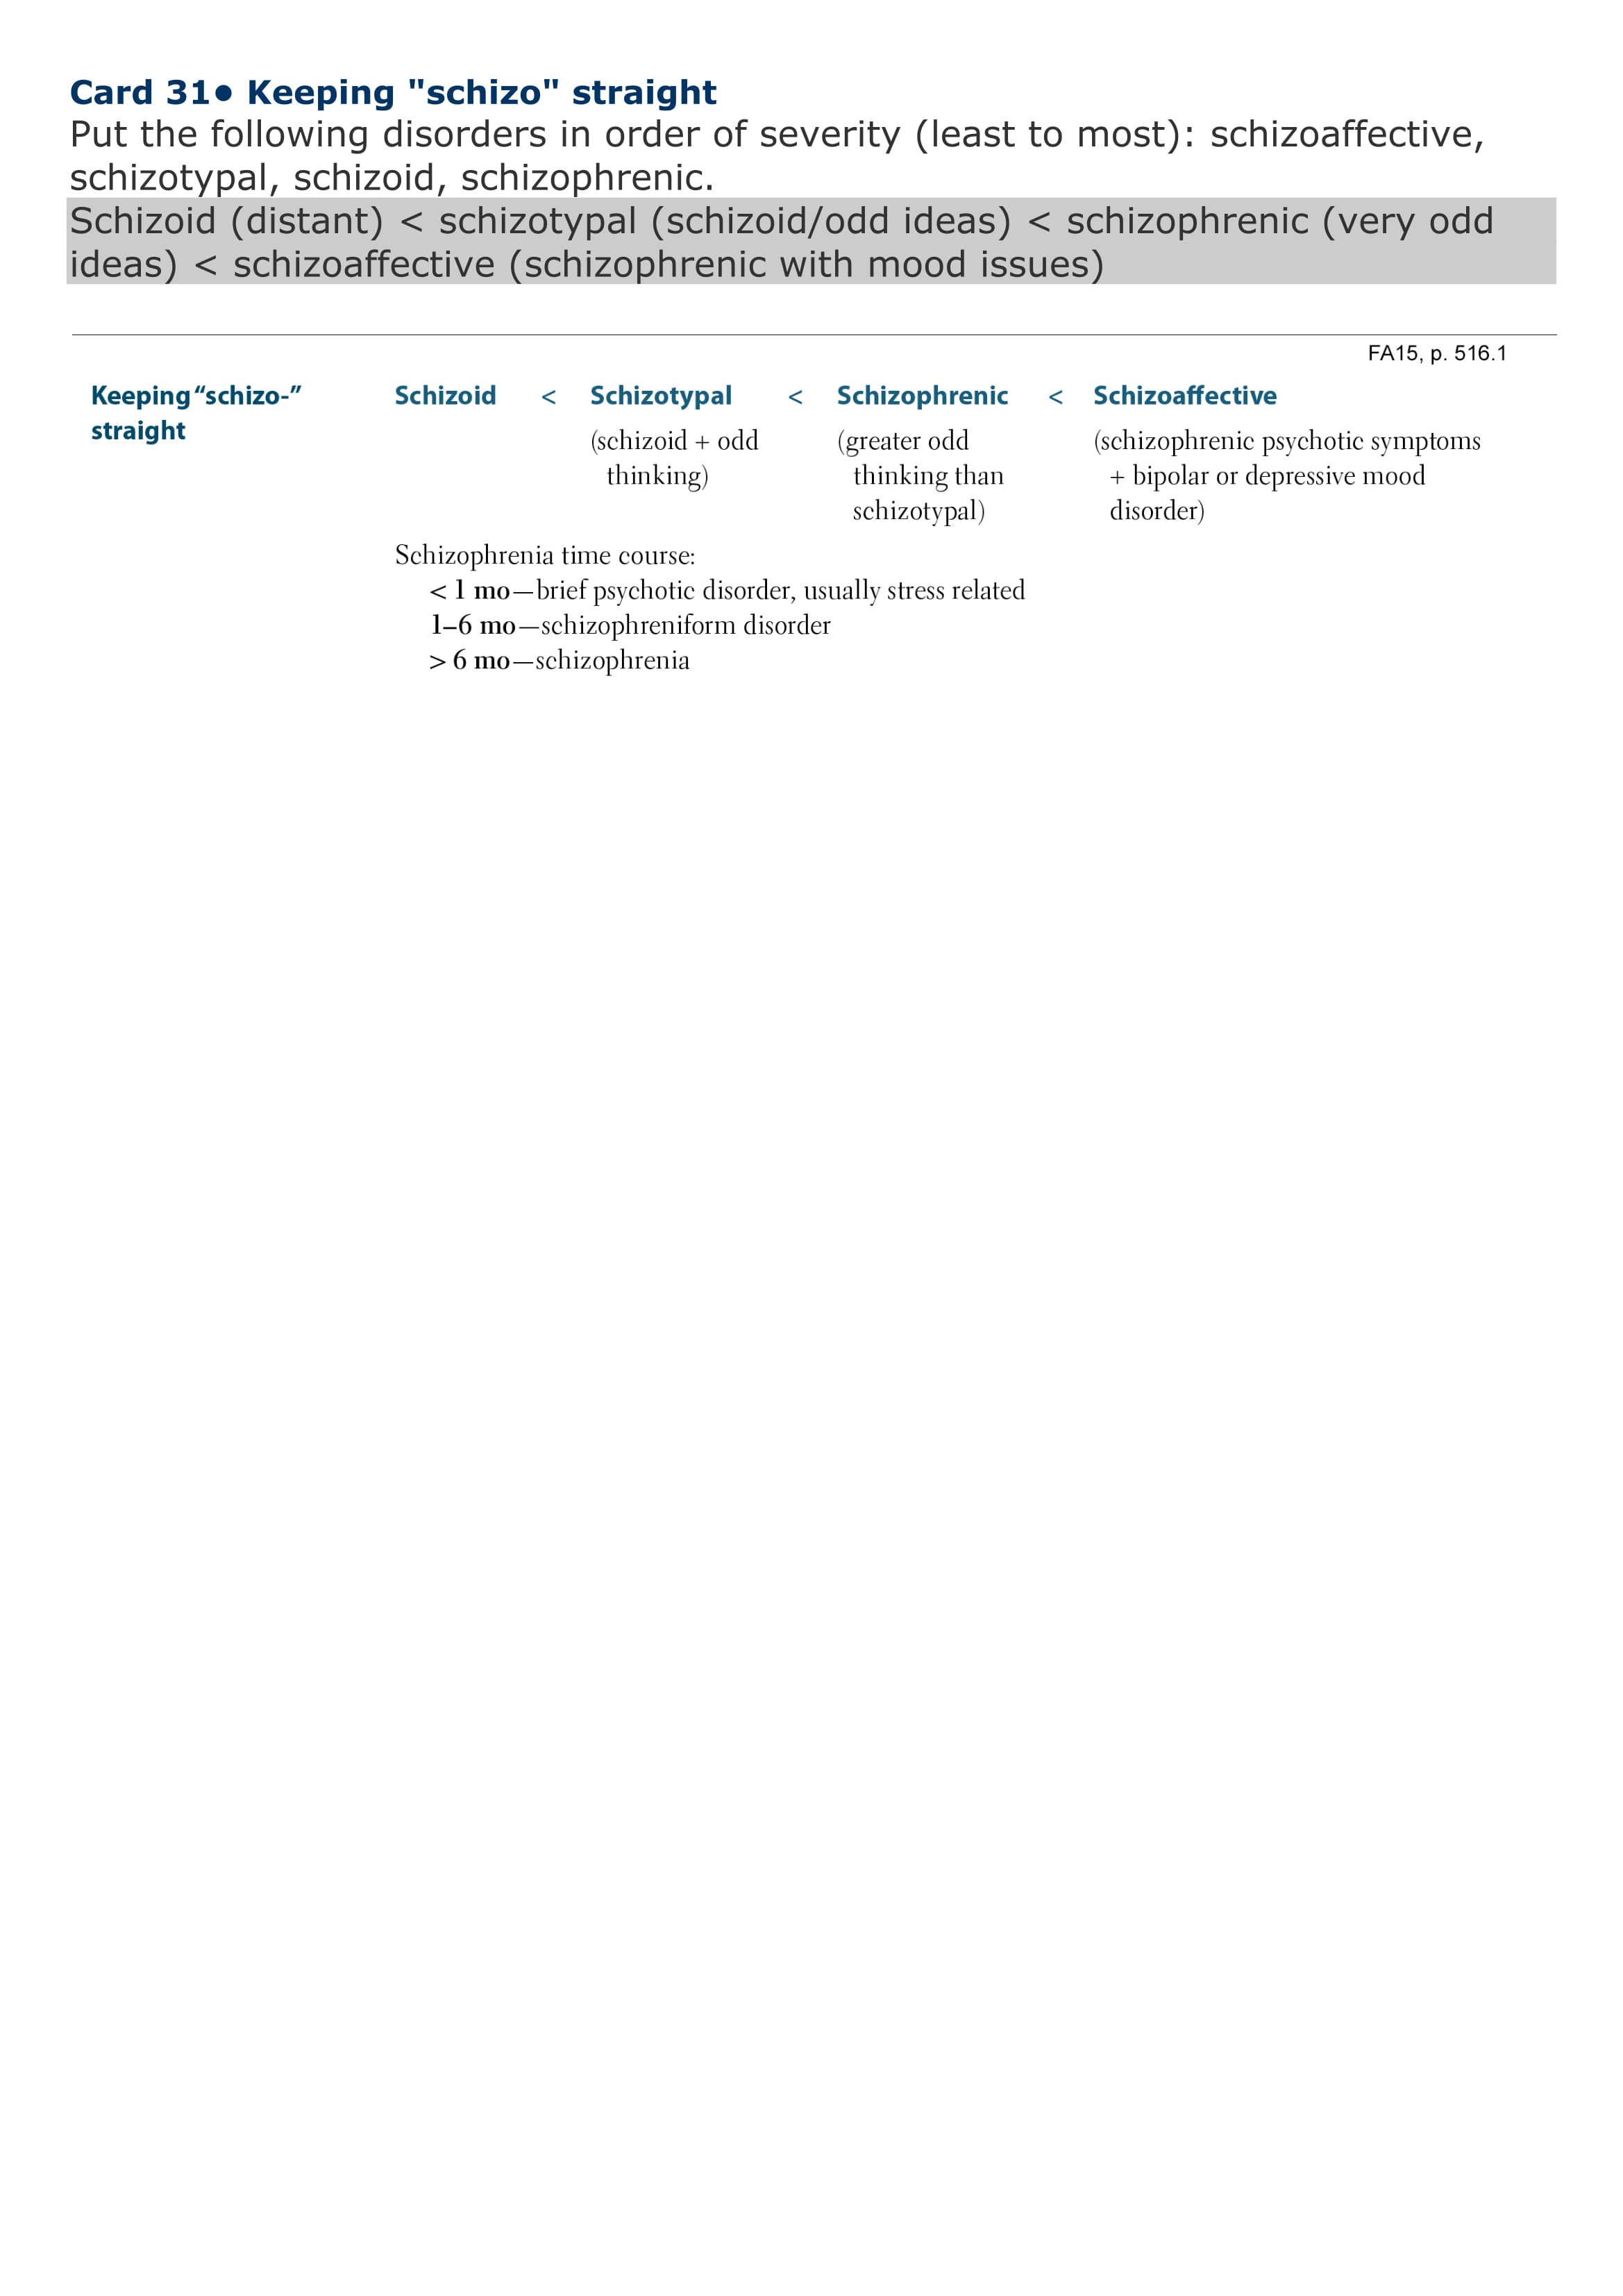 Card 31● Keeping "schizo" straight
Put the following disorders in order of severity (least to most): schizoaffective,
schizotypal, schizoid, schizophrenic.
Schizoid (distant) < schizotypal (schizoid/odd ideas) < schizophrenic (very odd
ideas) < schizoaffective (schizophrenic with mood issues)
FA15, p. 516.1
Keeping “schizo-”
straight
Schizoid < Schizotypal < Schizophrenic < Schizoaffective
(schizoid + odd
thinking)
(greater odd
thinking than
schizotypal)
(schizophrenic psychotic symptoms
+ bipolar or depressive mood
disorder)
Schizophrenia time course:
< 1 mo—brief psychotic disorder, usually stress related
1–6 mo—schizophreniform disorder
> 6 mo—schizophrenia